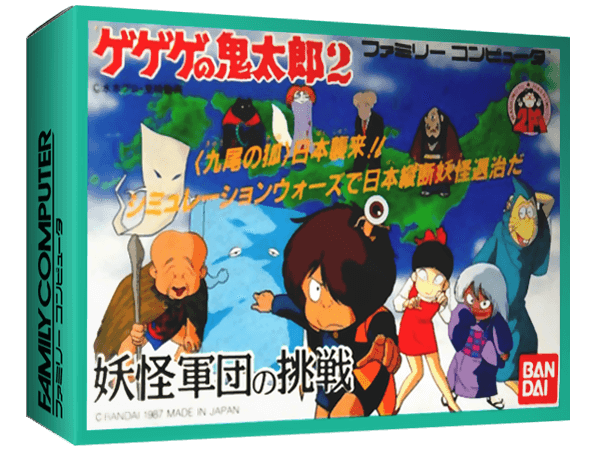 ゲゲゲの鬼太郎2
ファミリー コンピュータ
〈九尾の狐〉日本襲来!!
シミュレーションウォーズで日本縦断妖怪退治だ
妖怪軍団の挑戦
© BANDAI 1987 MADE IN JAPAN
BAN
DAI
FAMILY COMPUTER
ファミリー コンピュータ